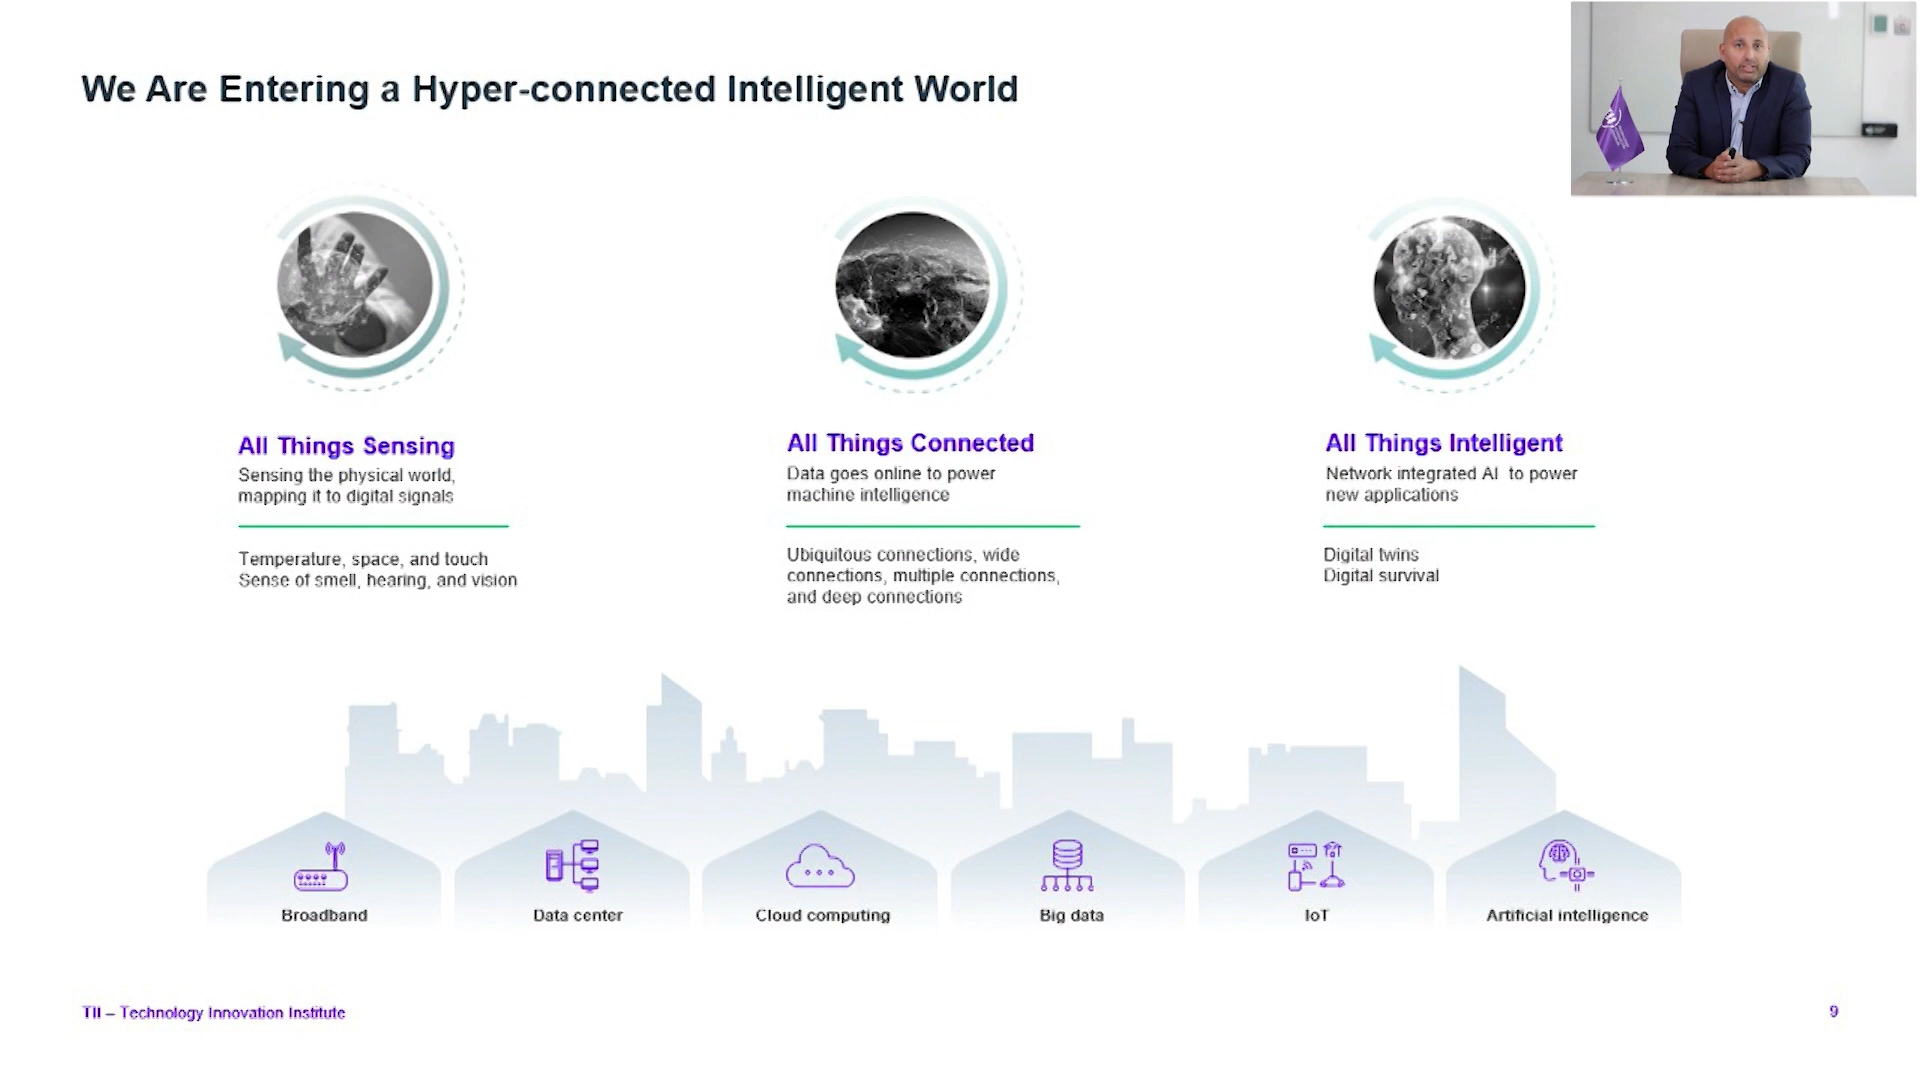 We Are Entering a Hyper-connected Intelligent World
All Things Sensing
Sensing the physical world,
mapping it to digital signals
Temperature, space, and touch
Sense of smell, hearing, and vision
All Things Connected
Data goes online to power
machine intelligence
Ubiquitous connections, wide
connections, multiple connections,
and deep connections
All Things Intelligent
Network integrated AI to power
new applications
Digital twins
Digital survival
Broadband
Data center
Cloud computing
Big data
IoT
Artificial intelligence
TII – Technology Innovation Institute
9